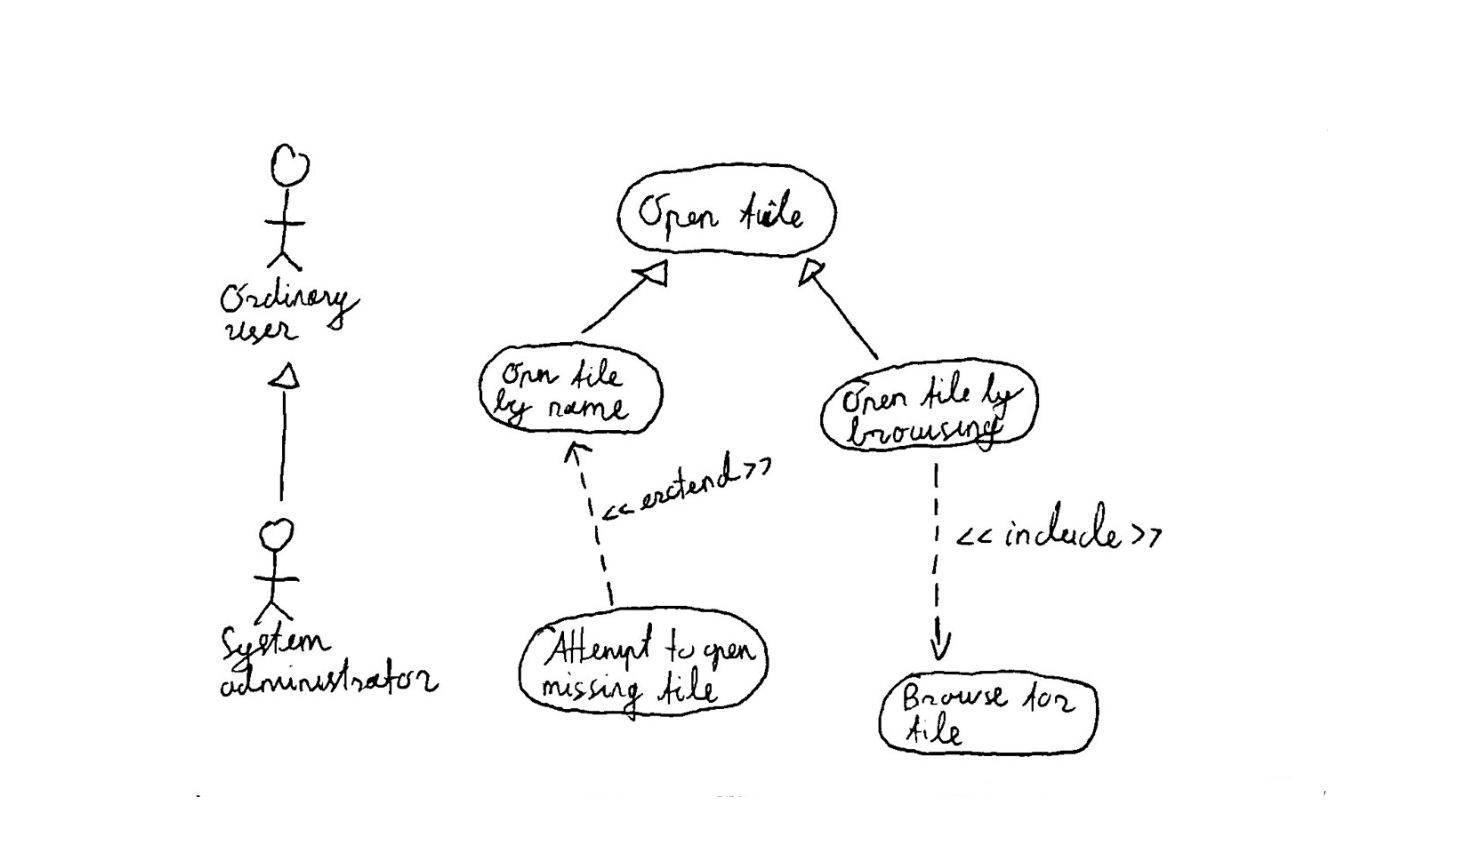 Open file
Ordinary
user
Open file
by name
Open file by
browsing
<<extend>>
<<include>>
System
administrator
Attempt to open
missing file
Browse for
file